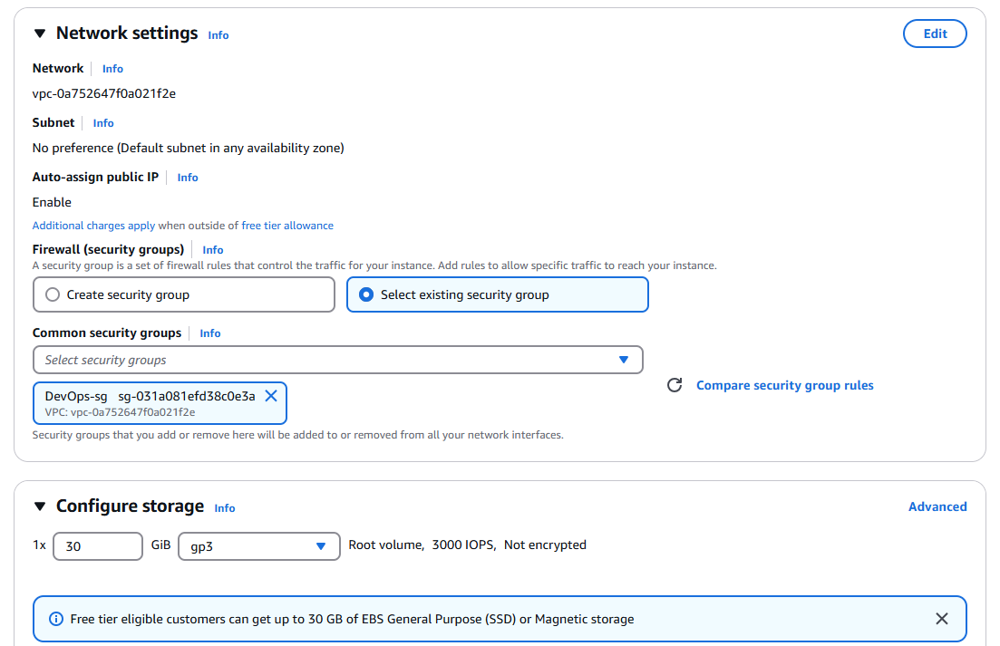 Network settings Info
Edit
Network Info
vpc-0a752647f0a021f2e
Subnet Info
No preference (Default subnet in any availability zone)
Auto-assign public IP Info
Enable
Additional charges apply when outside of free tier allowance
Firewall (security groups) Info
A security group is a set of firewall rules that control the traffic for your instance. Add rules to allow specific traffic to reach your instance.
Create security group
Select existing security group
Common security groups Info
Select security groups
Compare security group rules
DevOps-sg sg-031a081efd38c0e3a
VPC: vpc-0a752647f0a021f2e
Security groups that you add or remove here will be added to or removed from all your network interfaces.
Configure storage Info
Advanced
1x 30 GiB gp3 Root volume, 3000 IOPS, Not encrypted
Free tier eligible customers can get up to 30 GB of EBS General Purpose (SSD) or Magnetic storage